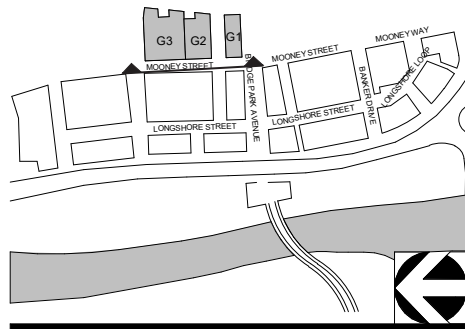 G3
G2
G1
MOONEY STREET
BRIDGE PARK AVENUE
MOONEY STREET
MOONEY WAY
LONGSHORE LOOP
BANKER DRIVE
LONGSHORE STREET
LONGSHORE STREET